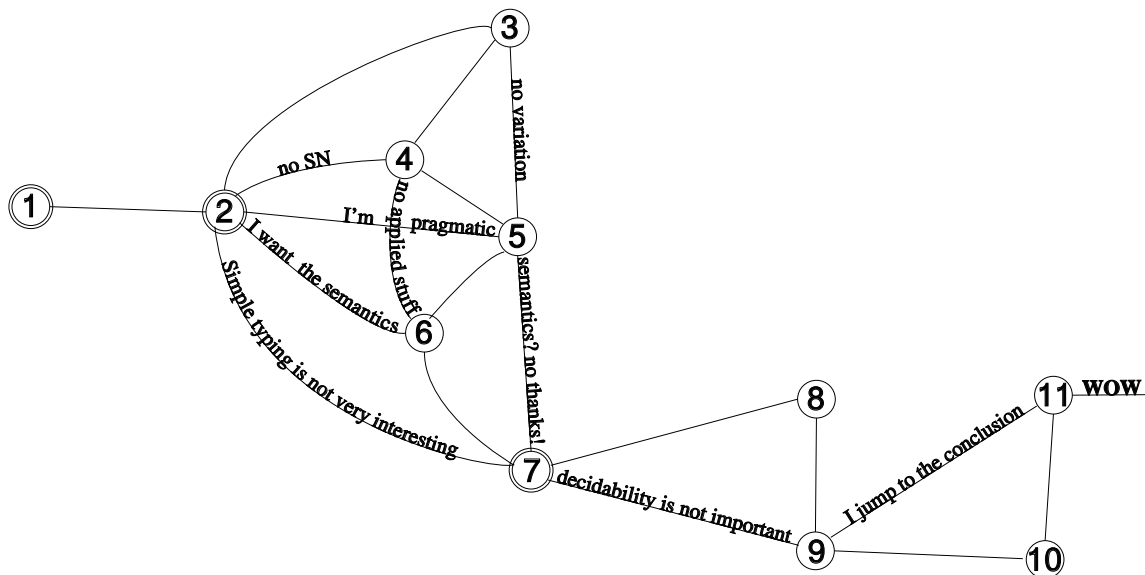 3
no variation
no SN
4
1
2
I'm pragmatic
5
no applied stuff
I want the semantics
6
semantics? no thanks!
Simple typing is not very interesting
7
8
11
WOW
decidability is not important
I jump to the conclusion
9
10